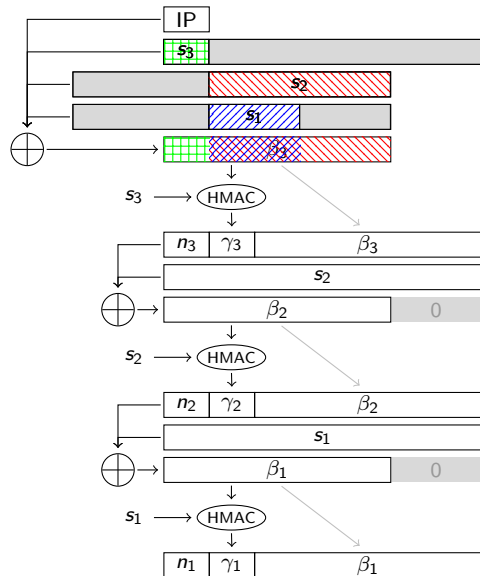 IP
s₃
s₂
s₁
β₃
s₃ HMAC
n₃ γ₃ β₃
s₂
β₂ 0
s₂ HMAC
n₂ γ₂ β₂
s₁
β₁ 0
s₁ HMAC
n₁ γ₁ β₁